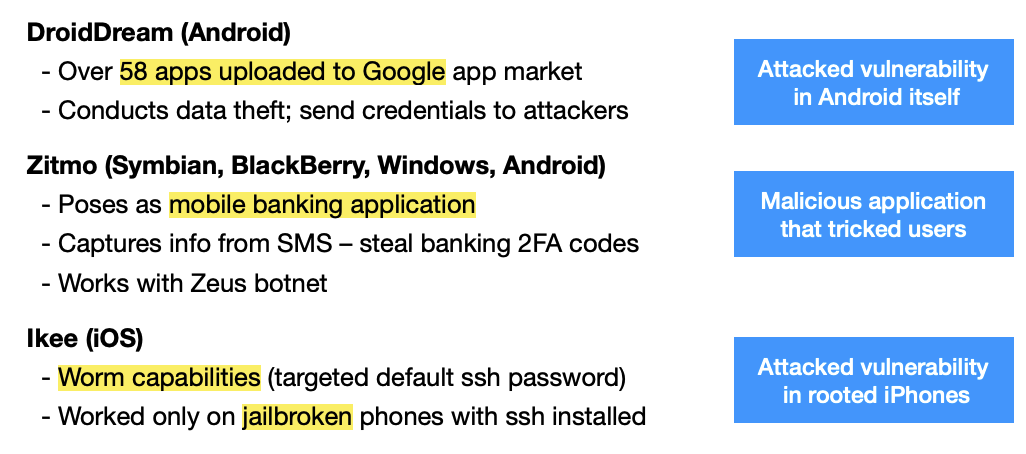 DroidDream (Android)
- Over 58 apps uploaded to Google app market
- Conducts data theft; send credentials to attackers
Attacked vulnerability
in Android itself
Zitmo (Symbian, BlackBerry, Windows, Android)
- Poses as mobile banking application
- Captures info from SMS – steal banking 2FA codes
- Works with Zeus botnet
Malicious application
that tricked users
Ikee (iOS)
- Worm capabilities (targeted default ssh password)
- Worked only on jailbroken phones with ssh installed
Attacked vulnerability
in rooted iPhones